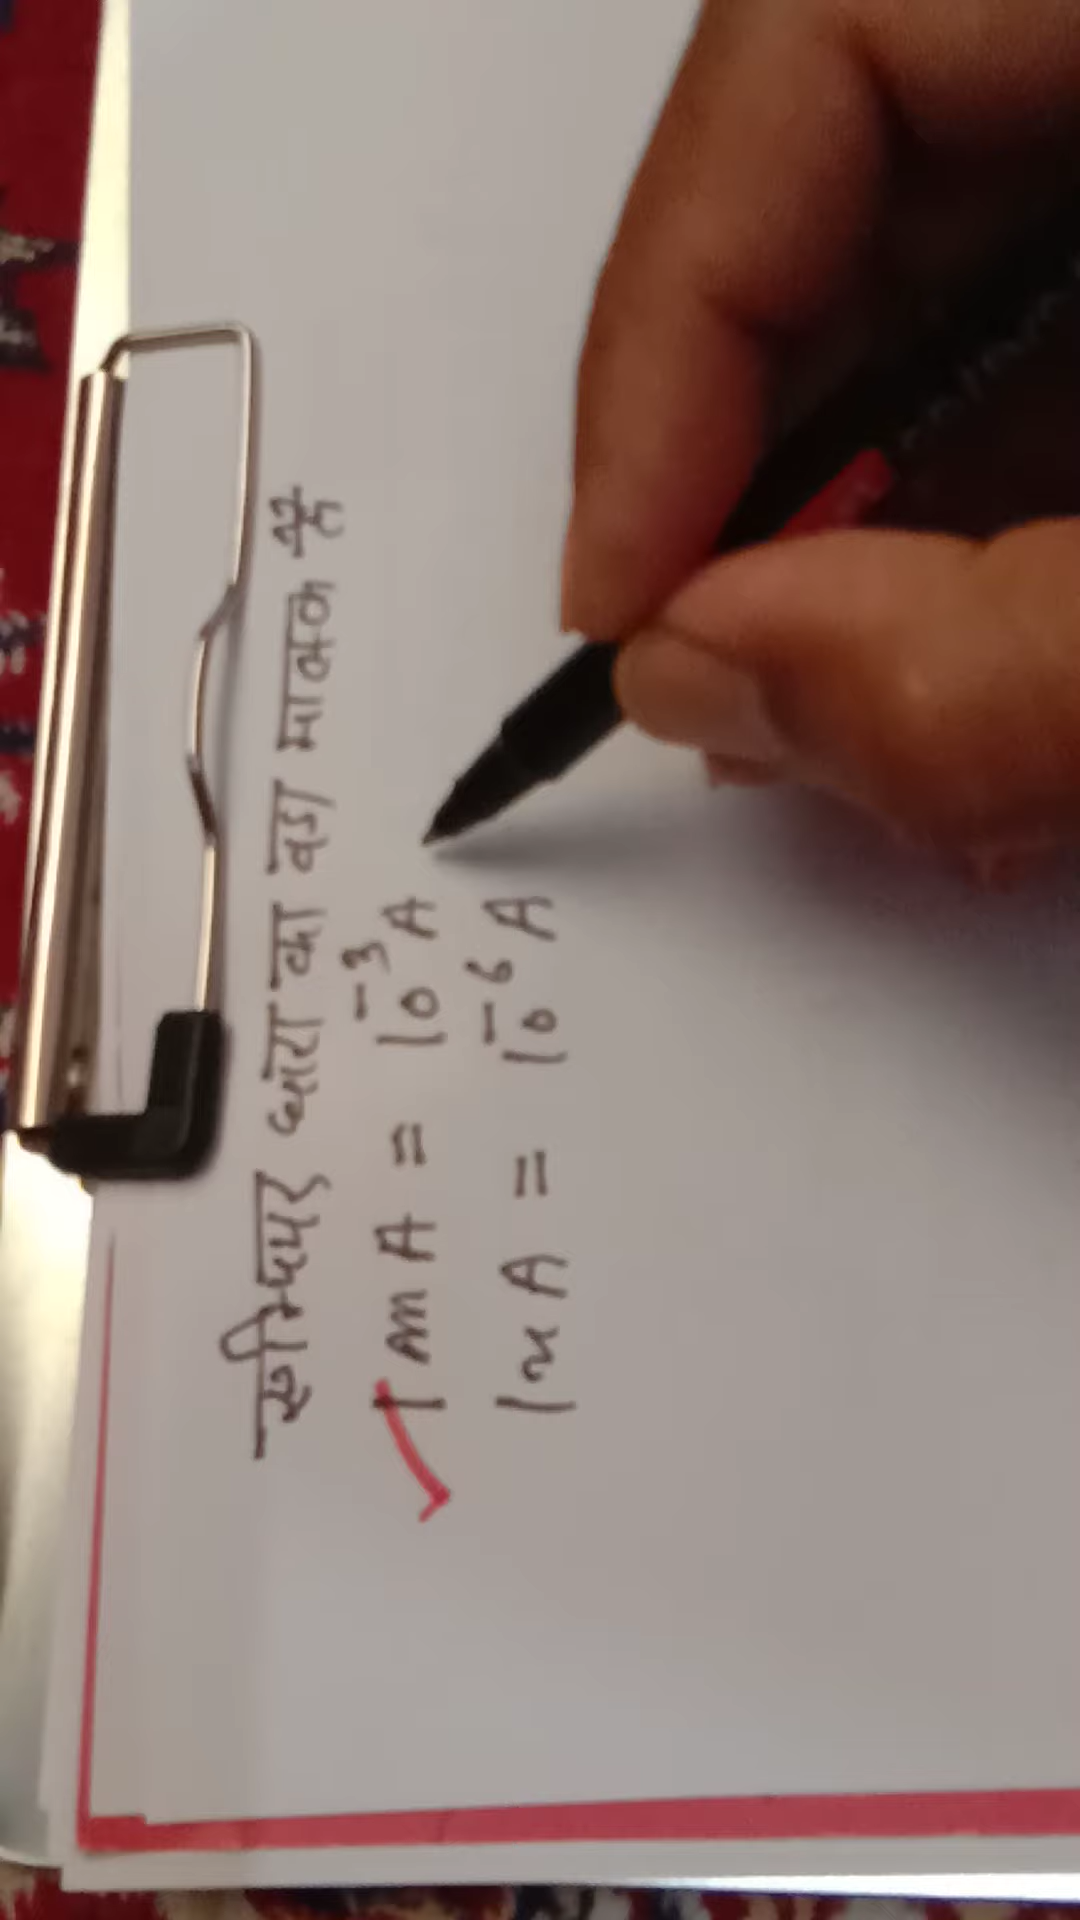 एम्पियर धारा का बड़ा मात्रक है
1 mA = 10⁻³ A
1 μA = 10⁻⁶ A